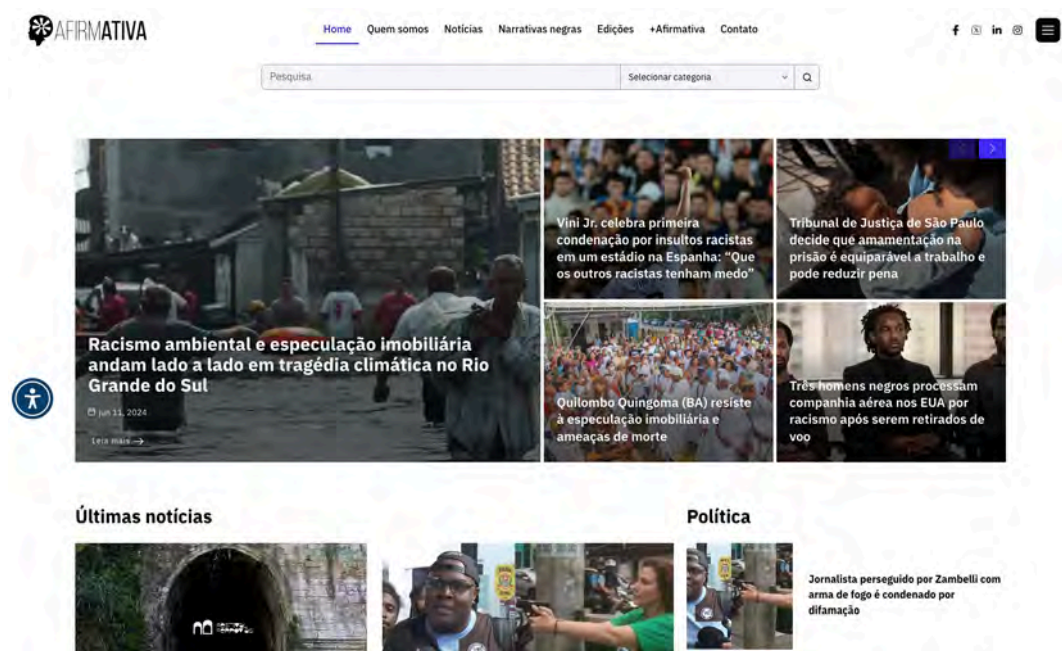 AFIRMATIVA
Home Quem somos Notícias Narrativas negras Edições +Afirmativa Contato
Pesquisa
Selecionar categoria
Racismo ambiental e especulação imobiliária
andam lado a lado em tragédia climática no Rio
Grande do Sul
jun 11, 2024
Leia mais
Vini Jr. celebra primeira
condenação por insultos racistas
em um estádio na Espanha: “Que
os outros racistas tenham medo”
Tribunal de Justiça de São Paulo
decide que amamentação na
prisão é equiparável a trabalho e
pode reduzir pena
Quilombo Quingoma (BA) resiste
à especulação imobiliária e
ameaças de morte
Três homens negros processam
companhia aérea nos EUA por
racismo após serem retirados de
voo
Últimas notícias
Política
Jornalista perseguido por Zambelli com
arma de fogo é condenado por
difamação